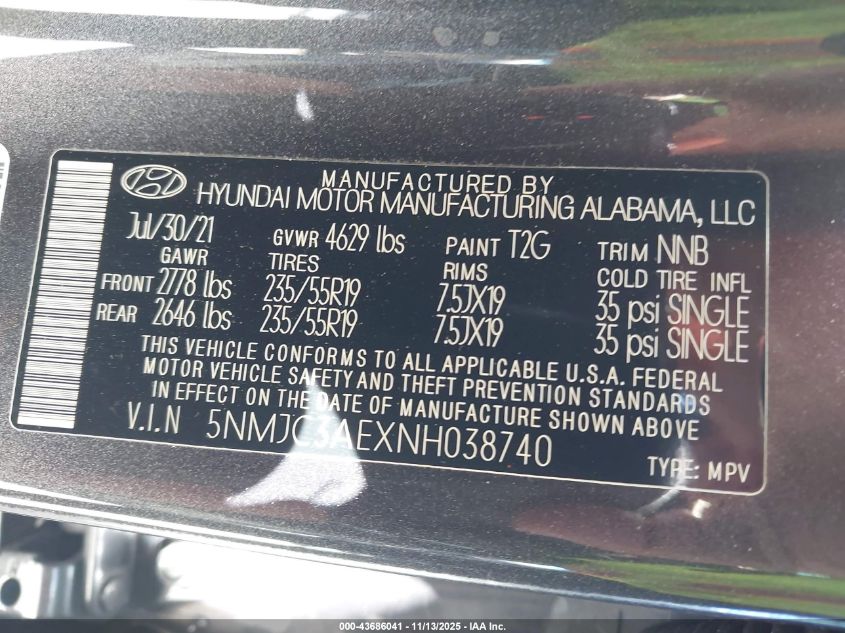 MANUFACTURED BY
HYUNDAI MOTOR MANUFACTURING ALABAMA, LLC
Jul/30/21 GVWR 4629 lbs PAINT T2G TRIM NNB
GAWR TIRES RIMS COLD TIRE INFL
FRONT 2778 lbs 235/55R19 7.5JX19 35 psi SINGLE
REAR 2646 lbs 235/55R19 7.5JX19 35 psi SINGLE
THIS VEHICLE CONFORMS TO ALL APPLICABLE U.S.A. FEDERAL
MOTOR VEHICLE SAFETY AND THEFT PREVENTION STANDARDS
IN EFFECT ON THE DATE OF MANUFACTURE SHOWN ABOVE
V.I.N 5NMJC3AEXNH038740
TYPE: MPV
000-43686041 - 11/13/2025 - IAA Inc.